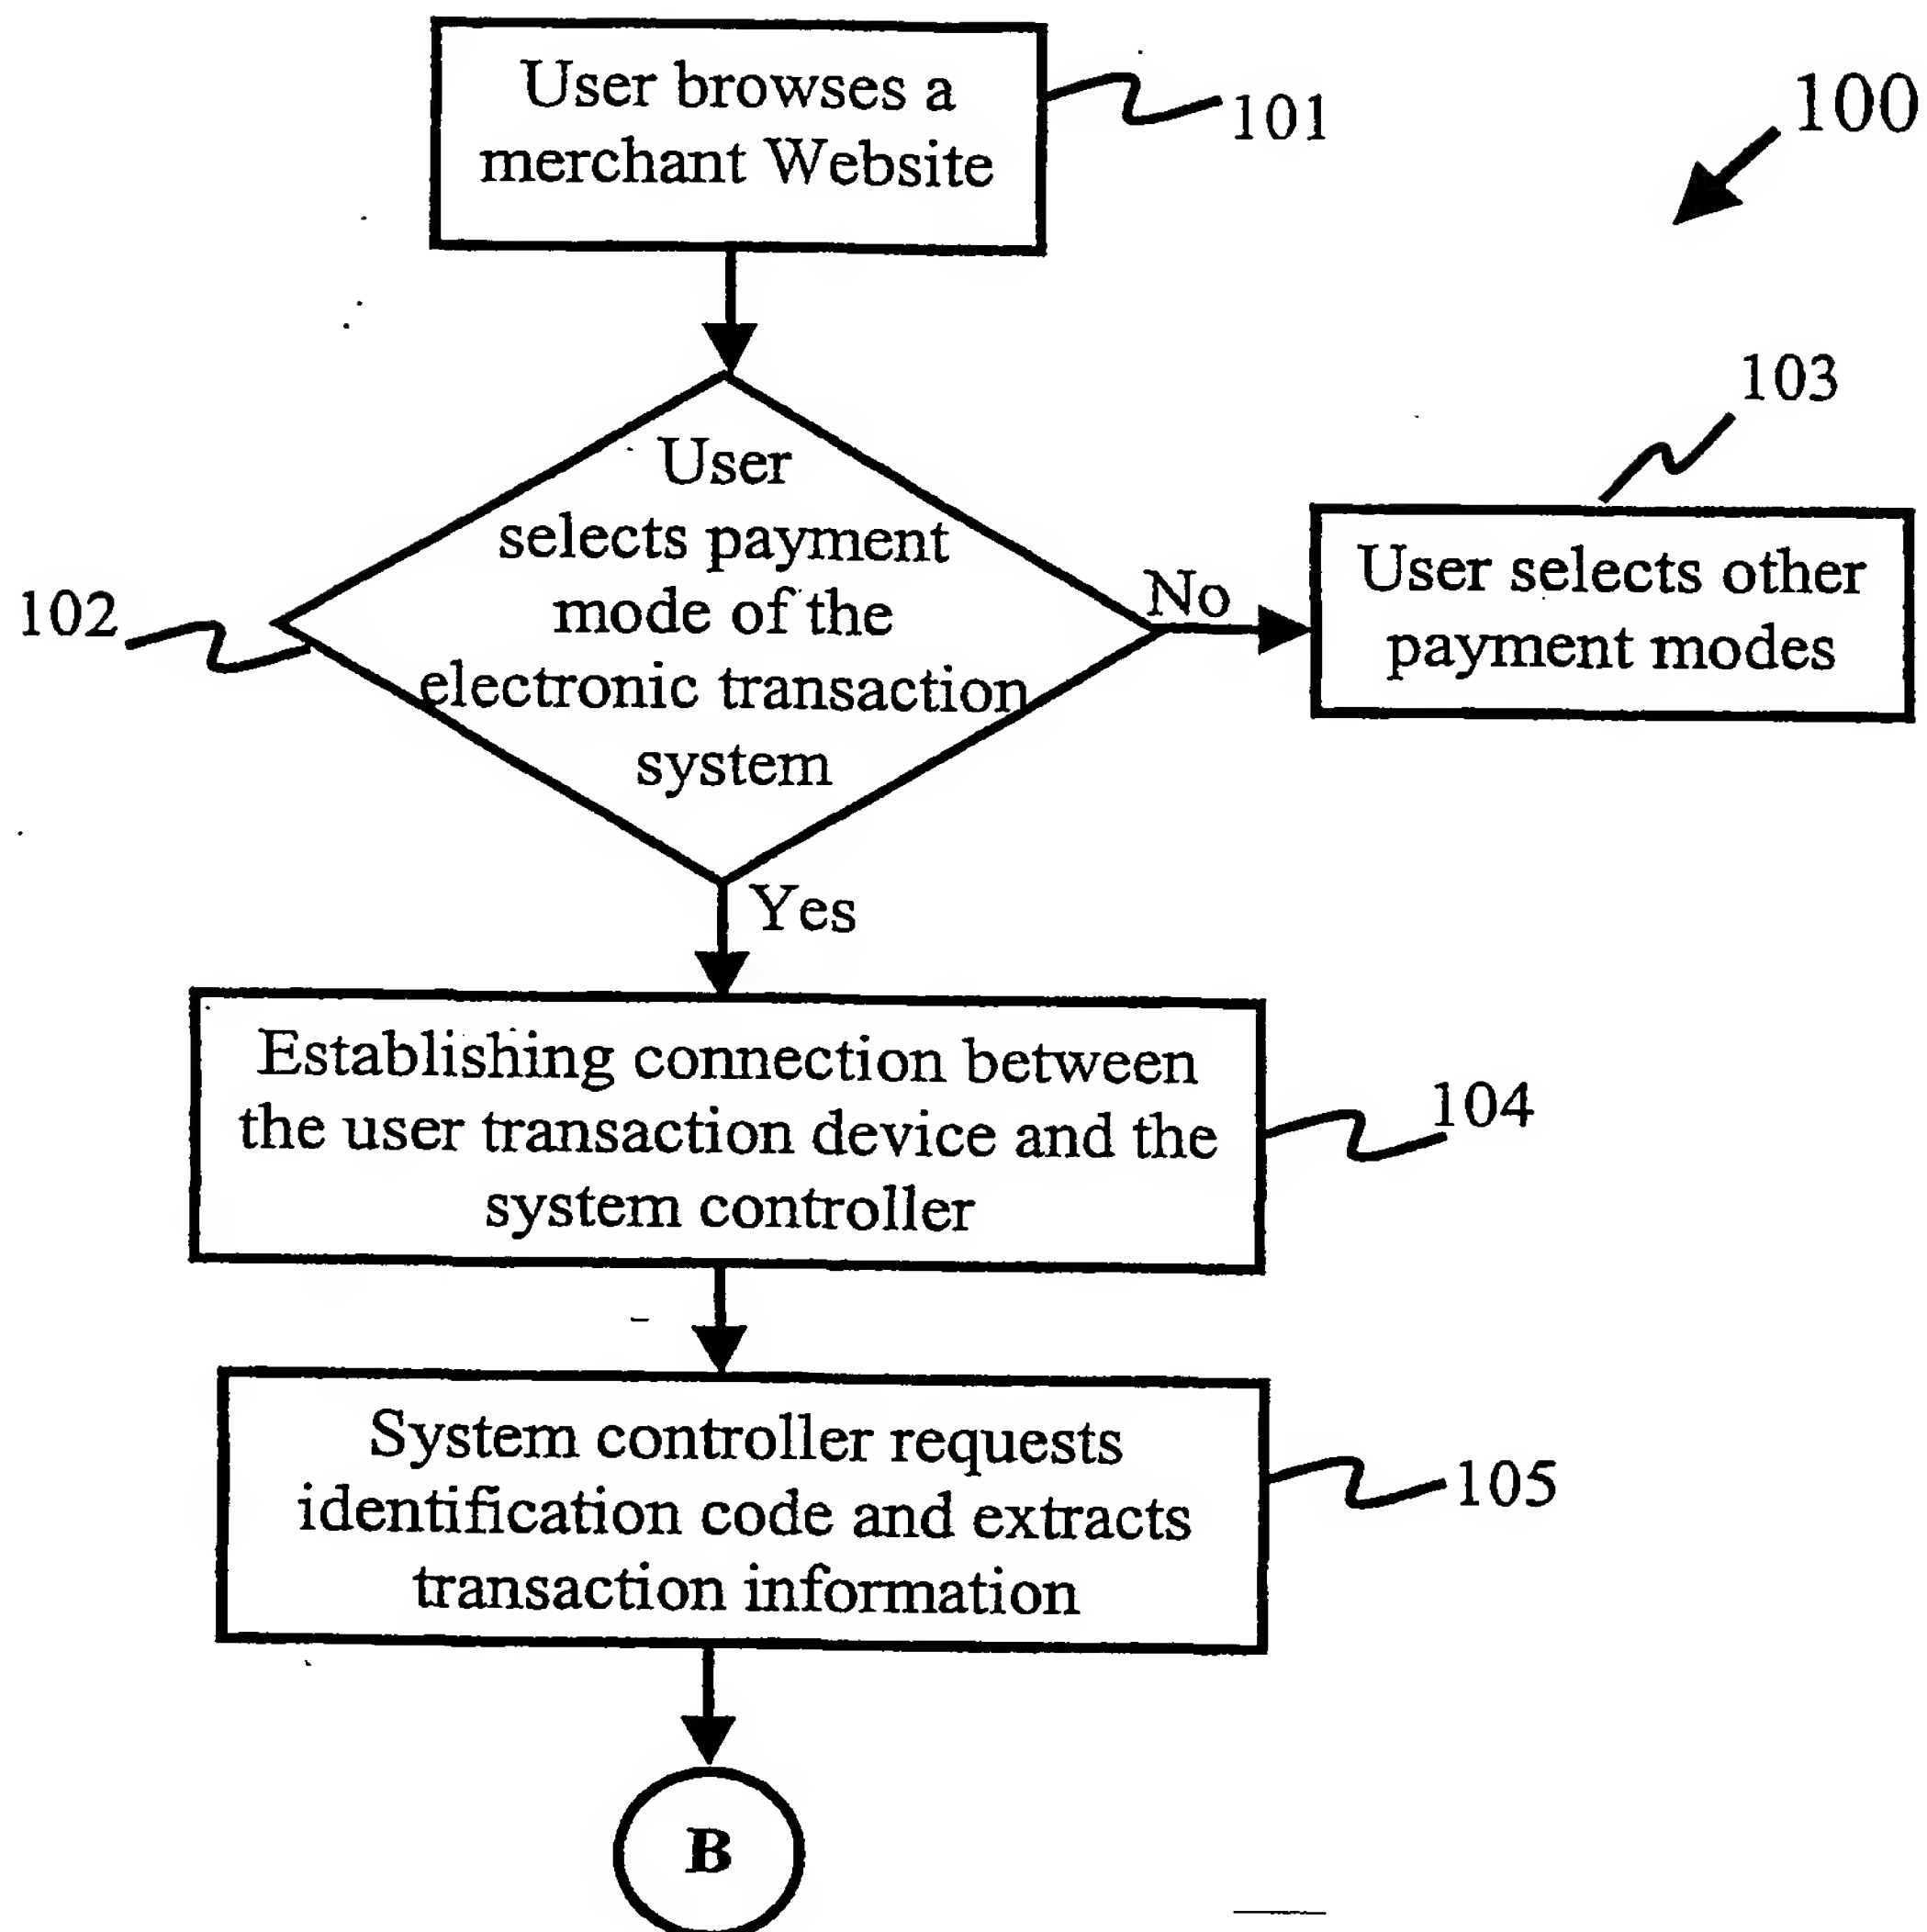 User browses a
merchant Website
101
100
User
selects payment
mode of the
electronic transaction
system
102
No
103
User selects other
payment modes
Yes
Establishing connection between
the user transaction device and the
system controller
104
System controller requests
identification code and extracts
transaction information
105
B